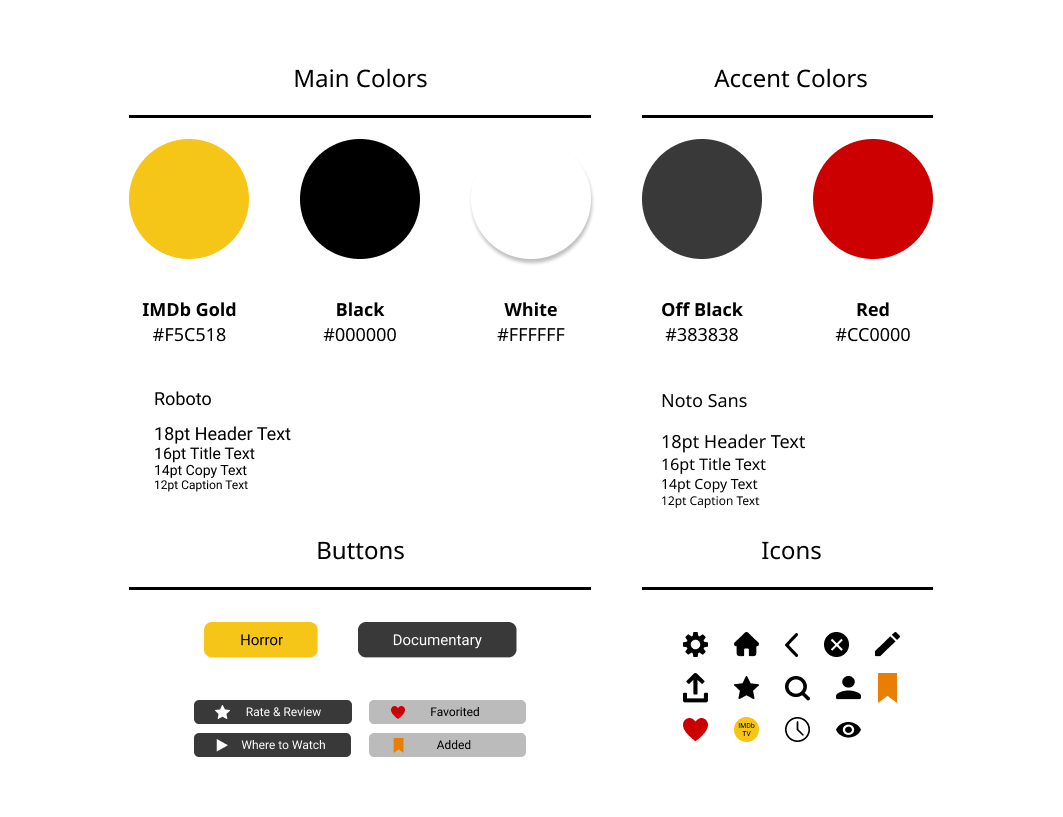 Main Colors
Accent Colors
IMDb Gold
#F5C518
Black
#000000
White
#FFFFFF
Off Black
#383838
Red
#CC0000
Roboto
18pt Header Text
16pt Title Text
14pt Copy Text
12pt Caption Text
Noto Sans
18pt Header Text
16pt Title Text
14pt Copy Text
12pt Caption Text
Buttons
Horror
Documentary
Rate & Review
Favorited
Where to Watch
Added
Icons
IMDb
TV